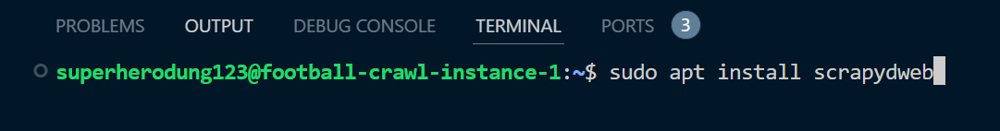 PROBLEMS OUTPUT DEBUG CONSOLE TERMINAL PORTS 3
superherodung123@football-crawl-instance-1:~$ sudo apt install scrapydweb